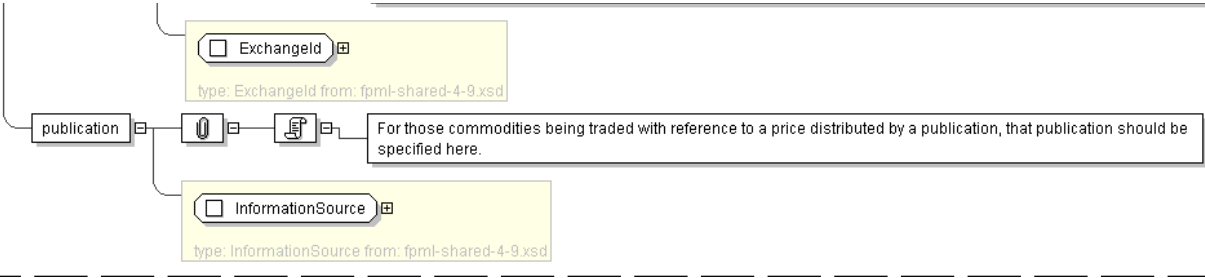 ExchangeId
type: ExchangeId from: fpml-shared-4-9.xsd
publication
For those commodities being traded with reference to a price distributed by a publication, that publication should be
specified here.
InformationSource
type: InformationSource from: fpml-shared-4-9.xsd